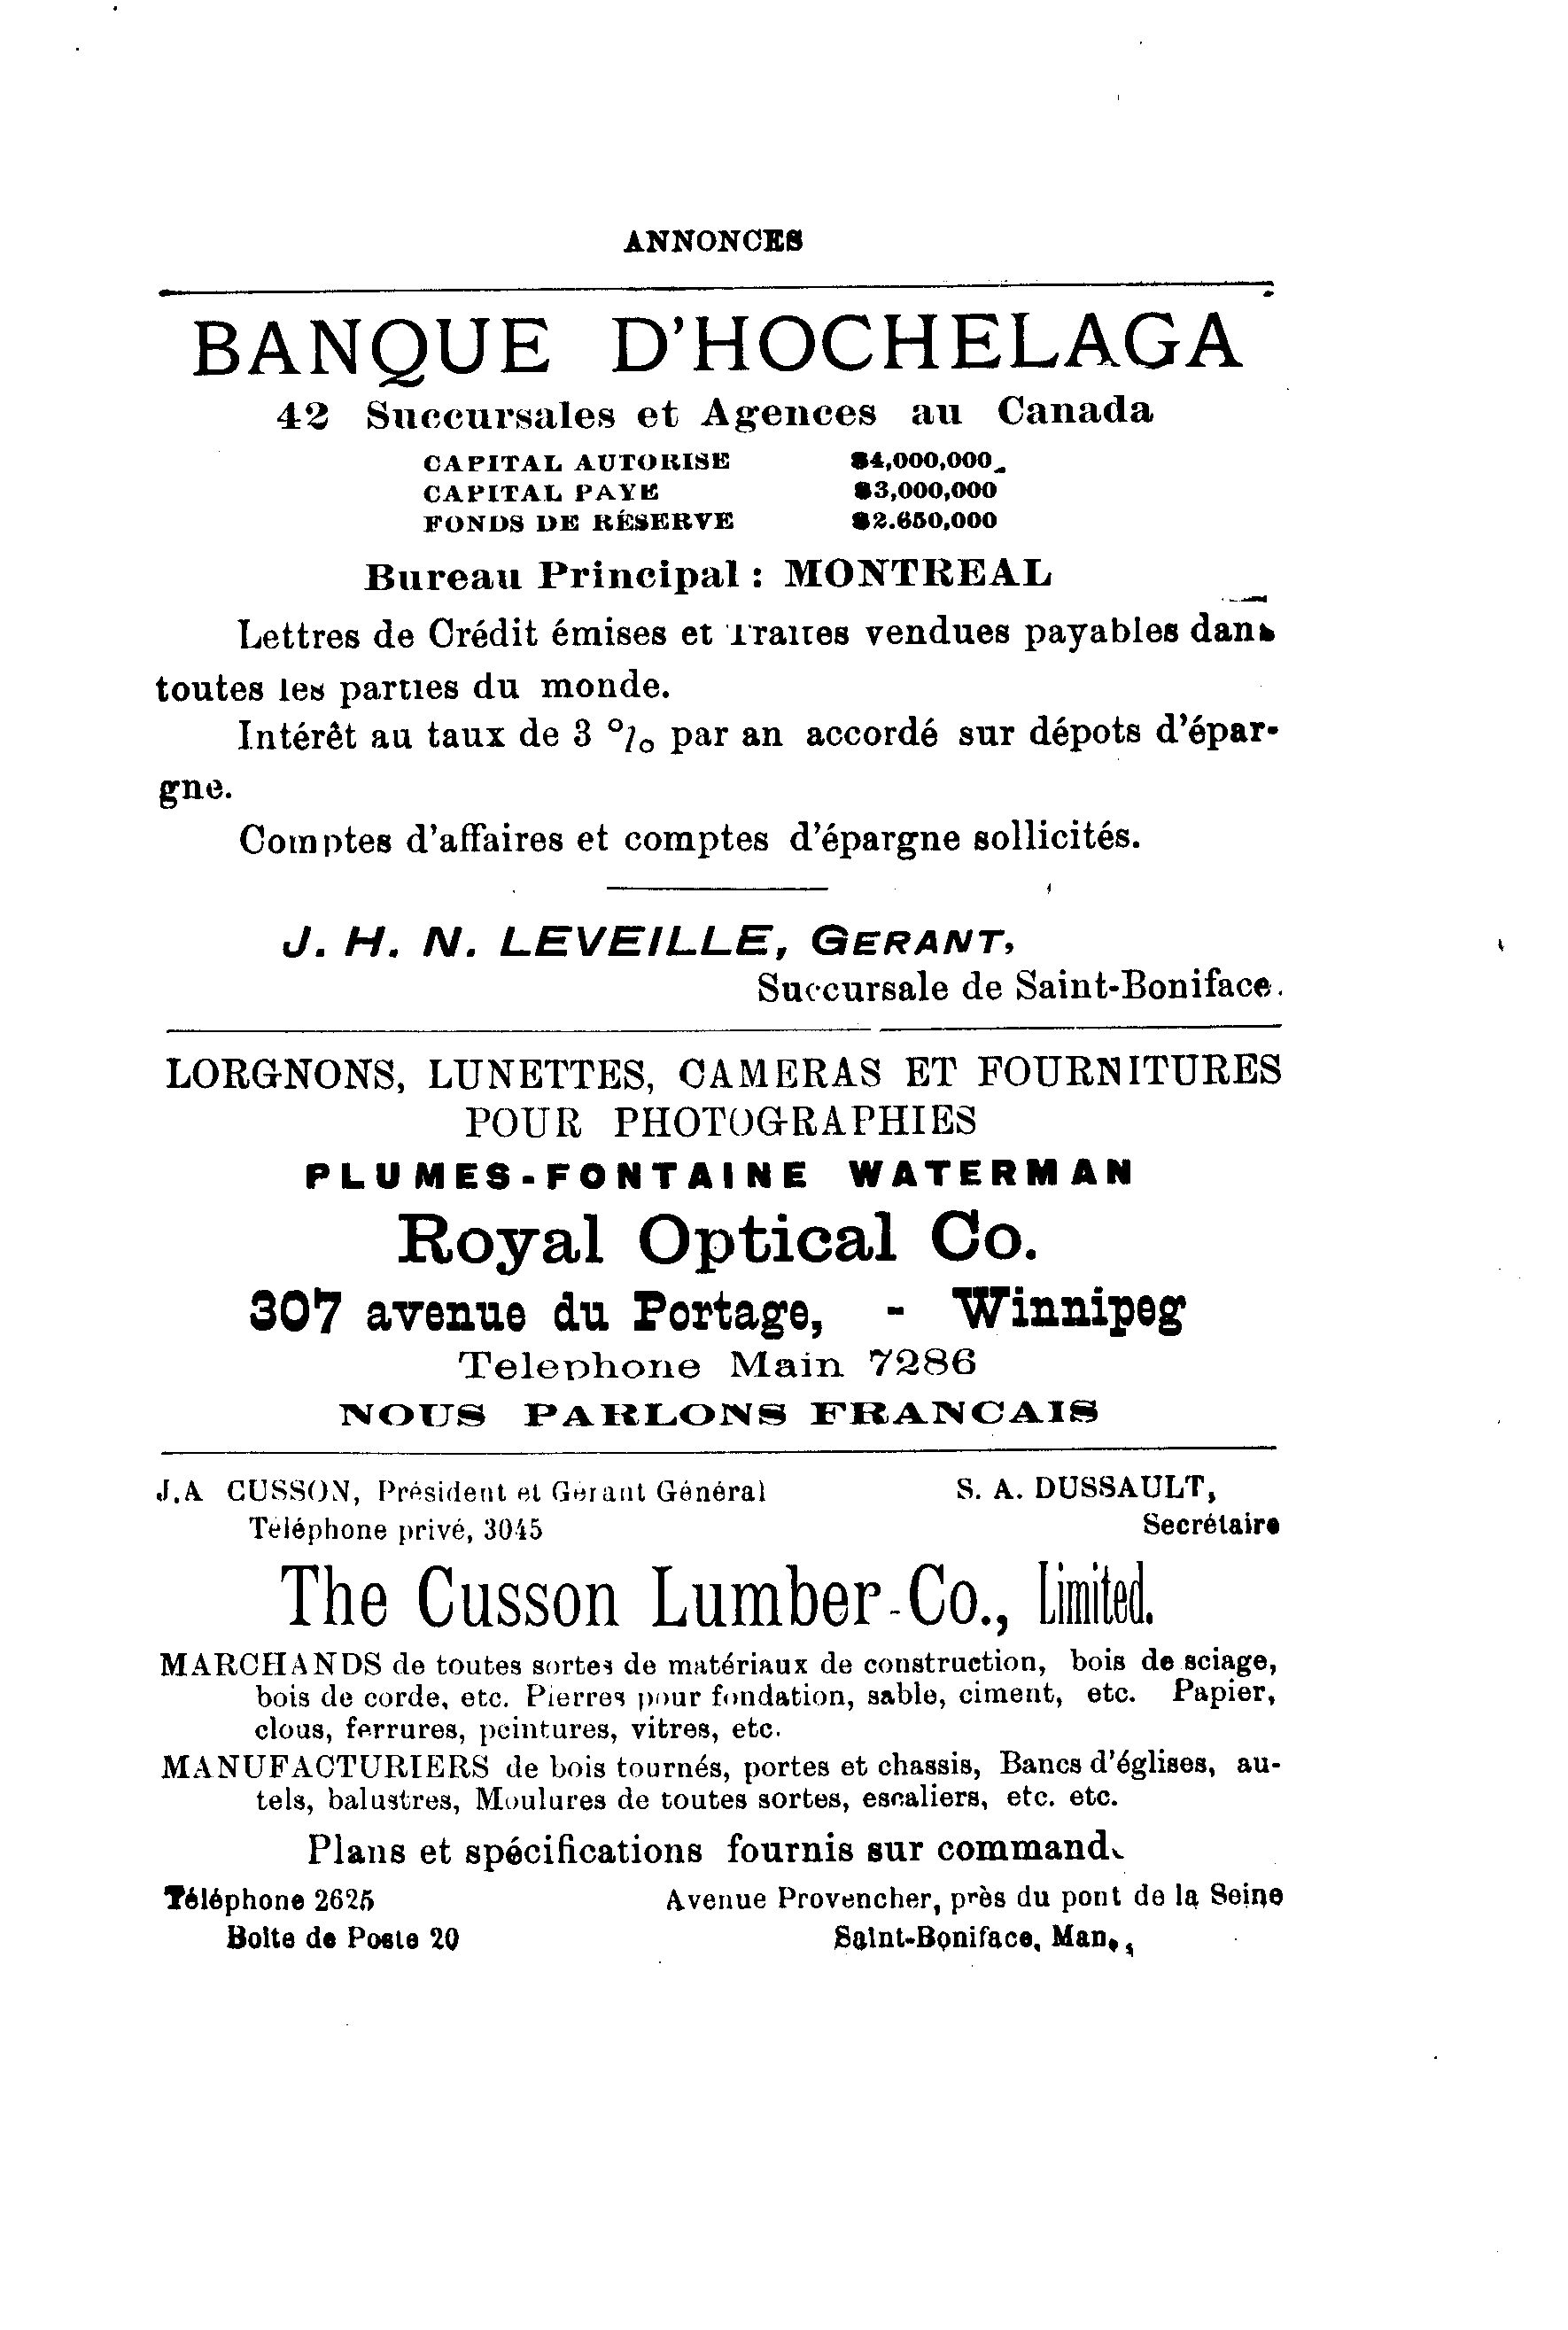 ANNONCES
BANQUE D'HOCHELAGA
42 Succursales et Agences au Canada
CAPITAL AUTORISE $4,000,000
CAPITAL PAYE $3,000,000
FONDS DE RÉSERVE $2.650,000
Bureau Principal : MONTREAL
Lettres de Crédit émises et Traites vendues payables dans
toutes les parties du monde.
Intérêt au taux de 3 % par an accordé sur dépots d'épar-
gne.
Comptes d'affaires et comptes d'épargne sollicités.
J. H. N. LEVEILLE, GERANT,
Succursale de Saint-Boniface.
LORGNONS, LUNETTES, CAMERAS ET FOURNITURES
POUR PHOTOGRAPHIES
PLUMES-FONTAINE WATERMAN
Royal Optical Co.
307 avenue du Portage, - Winnipeg
Telephone Main 7286
NOUS PARLONS FRANCAIS
J.A CUSSON, Président et Gérant Général S. A. DUSSAULT,
Téléphone privé, 3045 Secrétaire
The Cusson Lumber-Co., Limited.
MARCHANDS de toutes sortes de matériaux de construction, bois de sciage,
bois de corde, etc. Pierres pour fondation, sable, ciment, etc. Papier,
clous, ferrures, peintures, vitres, etc.
MANUFACTURIERS de bois tournés, portes et chassis, Bancs d'églises, au-
tels, balustres, Moulures de toutes sortes, escaliers, etc. etc.
Plans et spécifications fournis sur commande
Téléphone 2625 Avenue Provencher, près du pont de la Seine
Boîte de Poste 20 Saint-Boniface, Man.